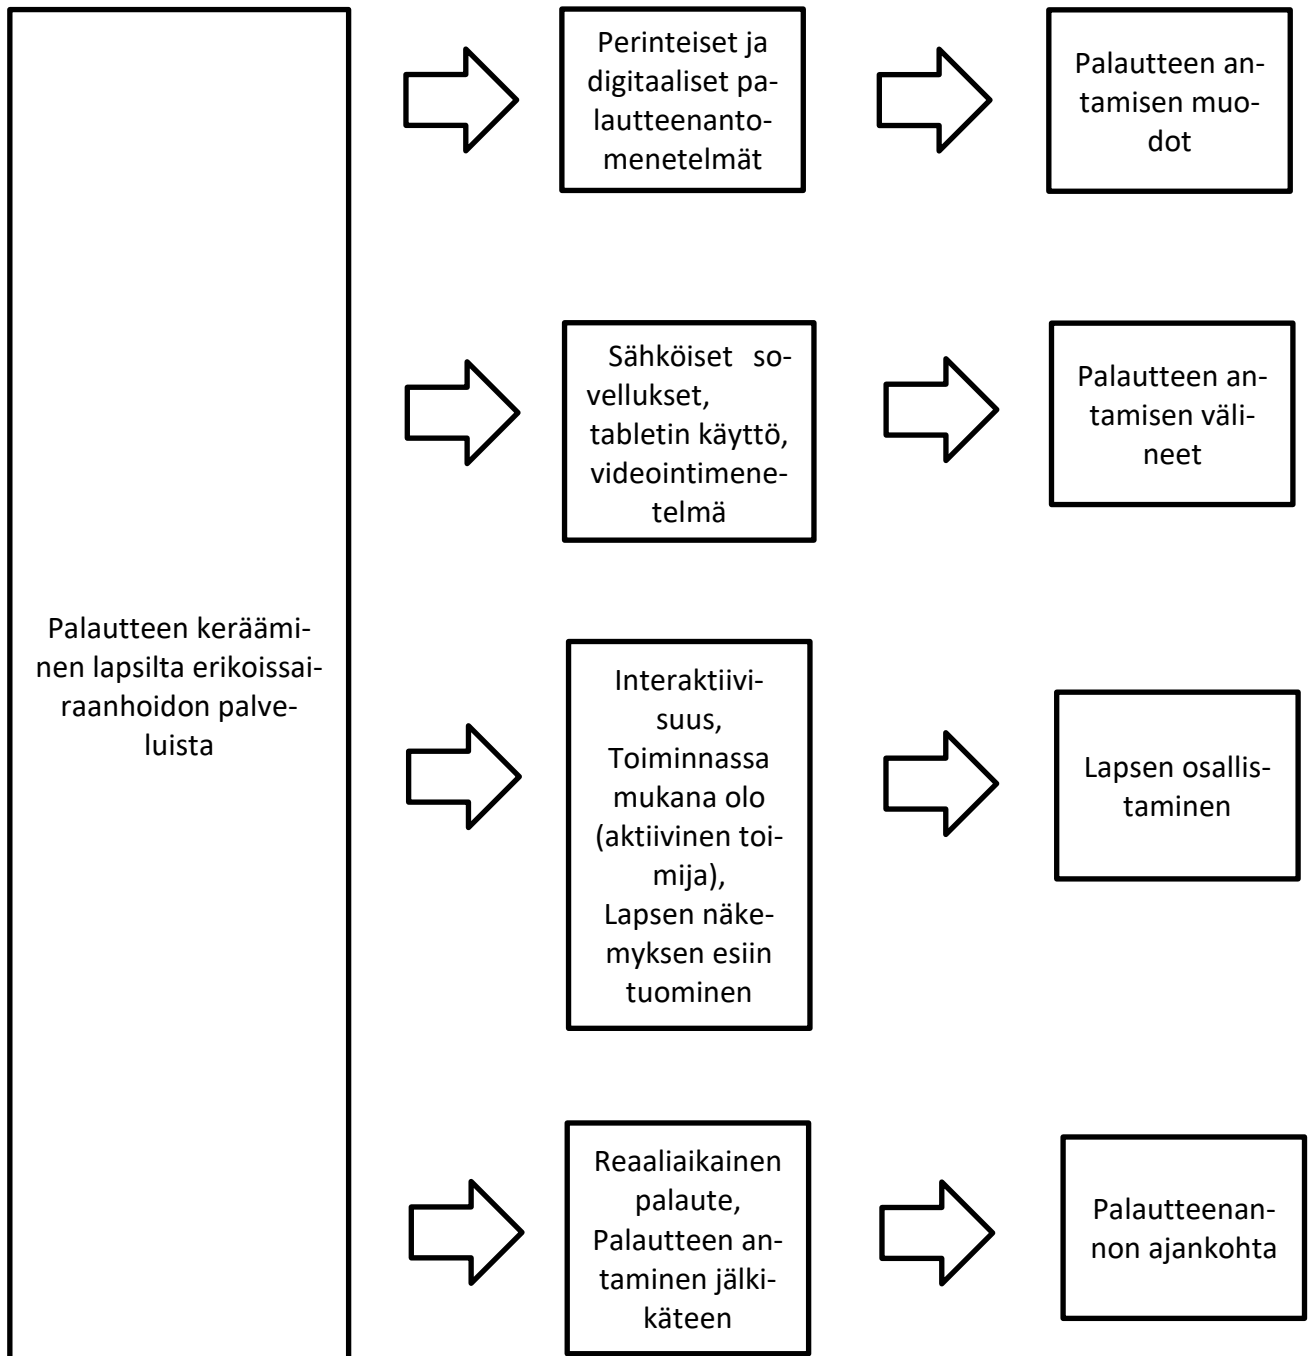 Palautteen keräämi-
nen lapsilta erikoissai-
raanhoidon palve-
luista
Perinteiset ja
digitaaliset pa-
lautteenanto-
menetelmät
Palautteen an-
tamisen muo-
dot
Sähköiset so-
vellukset,
tabletin käyttö,
videointimene-
telmä
Palautteen an-
tamisen väli-
neet
Interaktiivi-
suus,
Toiminnassa
mukana olo
(aktiivinen toi-
mija),
Lapsen näke-
myksen esiin
tuominen
Lapsen osallis-
taminen
Reaaliaikainen
palaute,
Palautteen an-
taminen jälki-
käteen
Palautteenan-
non ajankohta